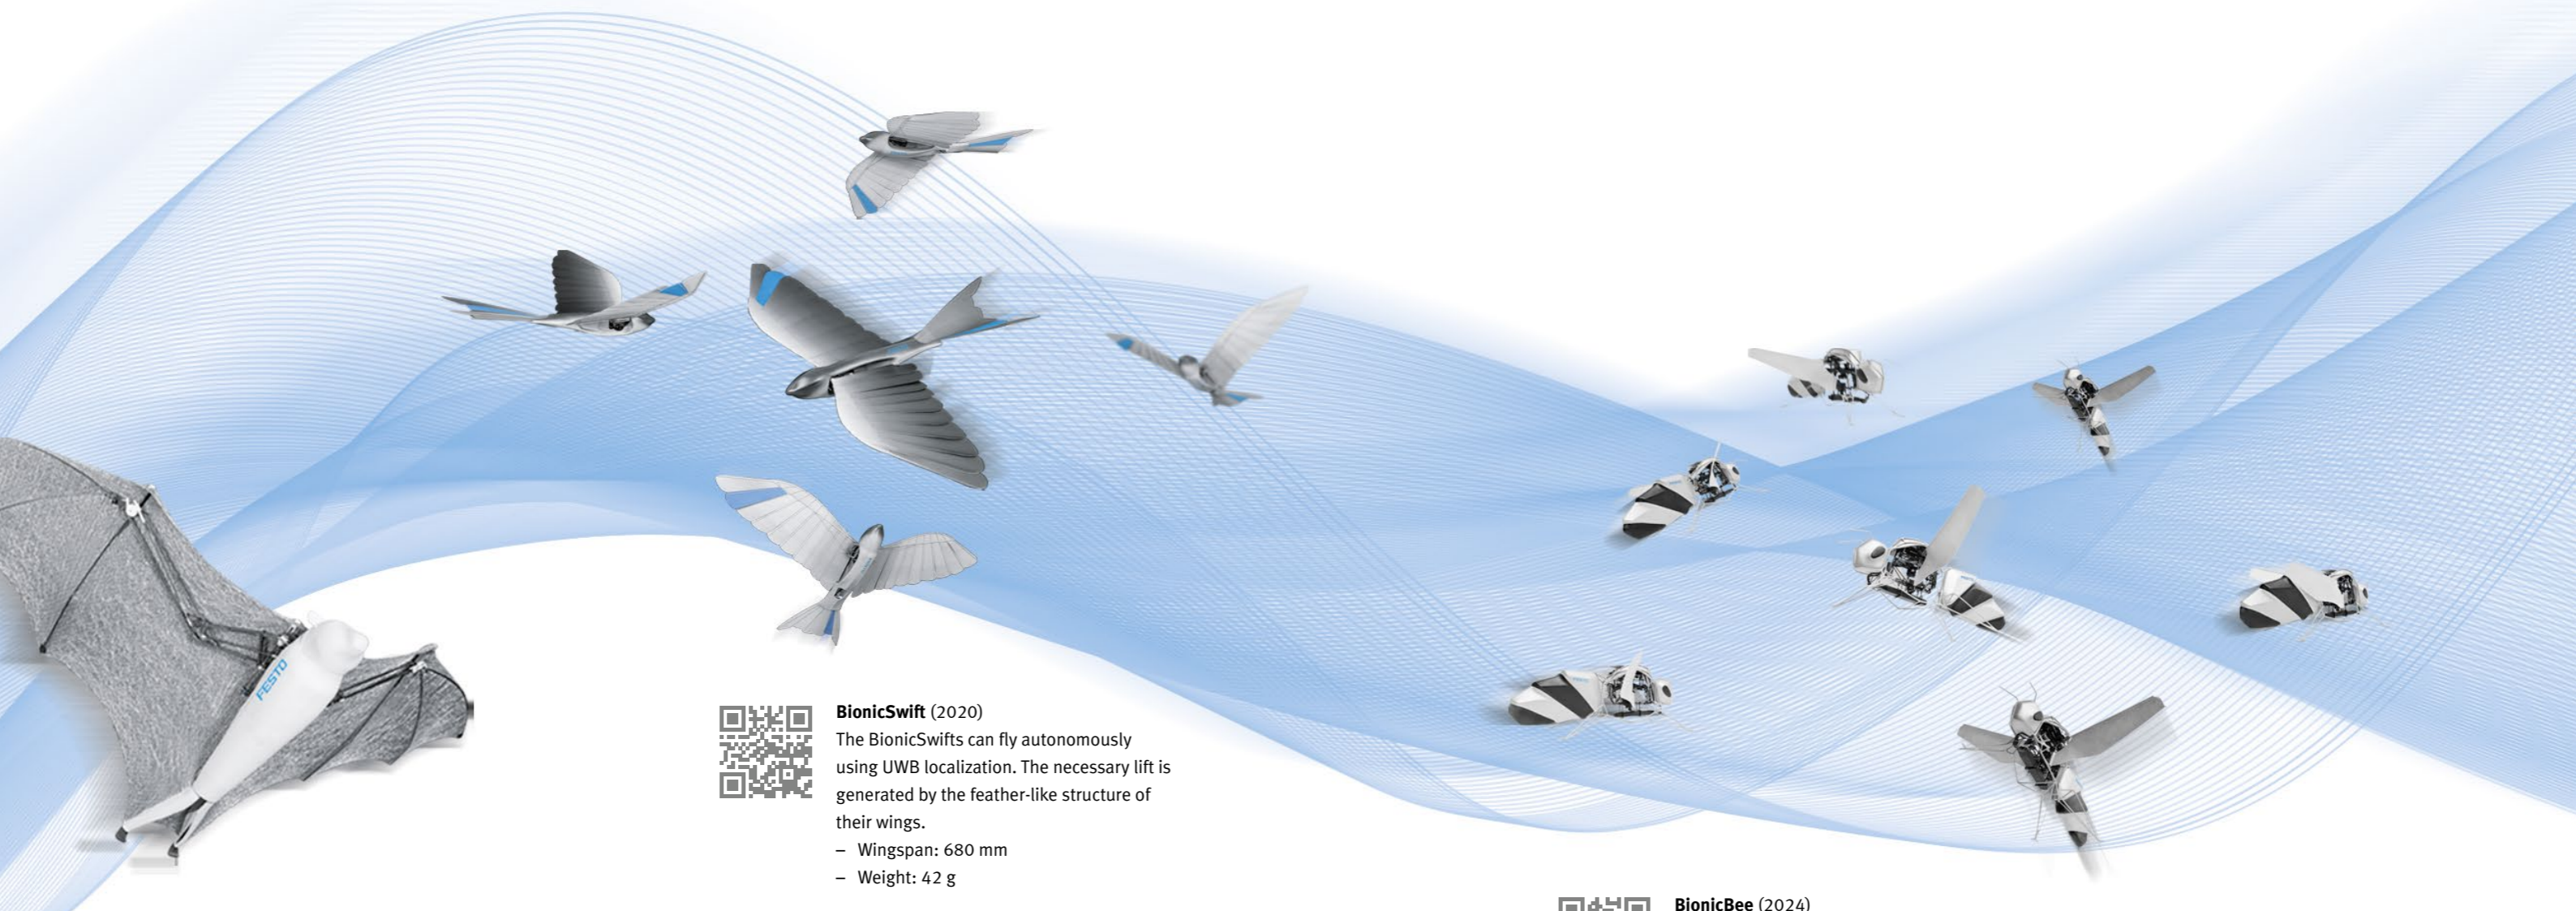 FESTO
BionicSwift (2020)
The BionicSwifts can fly autonomously
using UWB localization. The necessary lift is
generated by the feather-like structure of
their wings.
– Wingspan: 680 mm
– Weight: 42 g
BionicBee (2024)